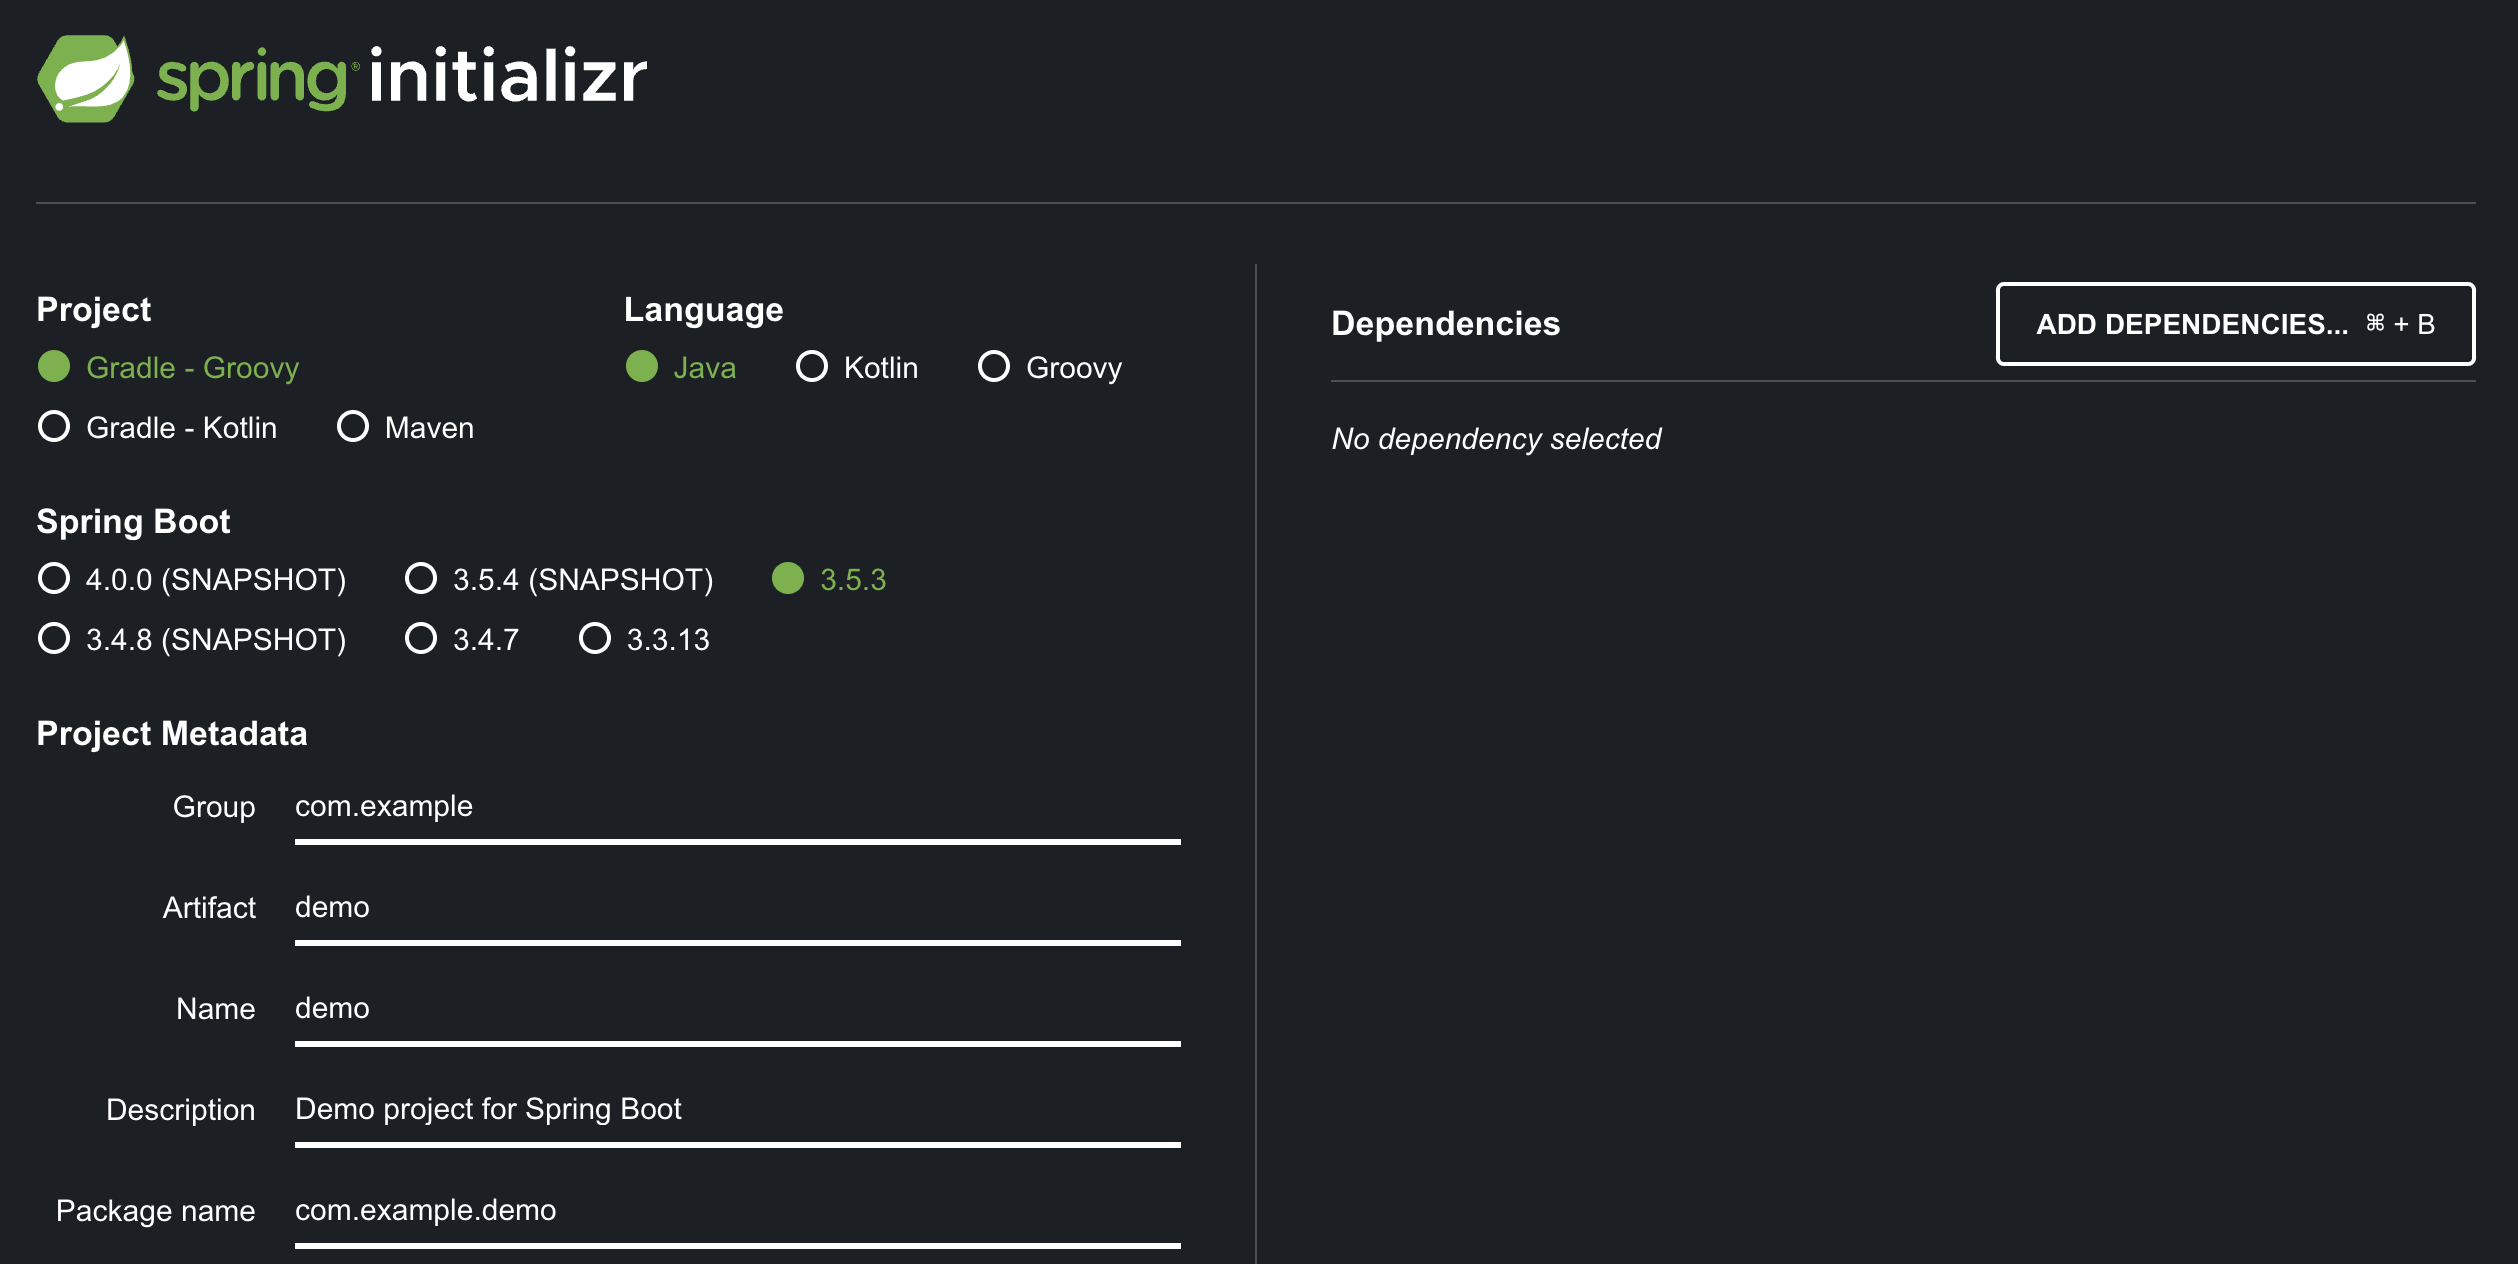 spring® initializr
Project
Gradle - Groovy
Gradle - Kotlin Maven
Language
Java Kotlin Groovy
Spring Boot
4.0.0 (SNAPSHOT) 3.5.4 (SNAPSHOT) 3.5.3
3.4.8 (SNAPSHOT) 3.4.7 3.3.13
Project Metadata
Group com.example
Artifact demo
Name demo
Description Demo project for Spring Boot
Package name com.example.demo
Dependencies
ADD DEPENDENCIES... ⌘ + B
No dependency selected